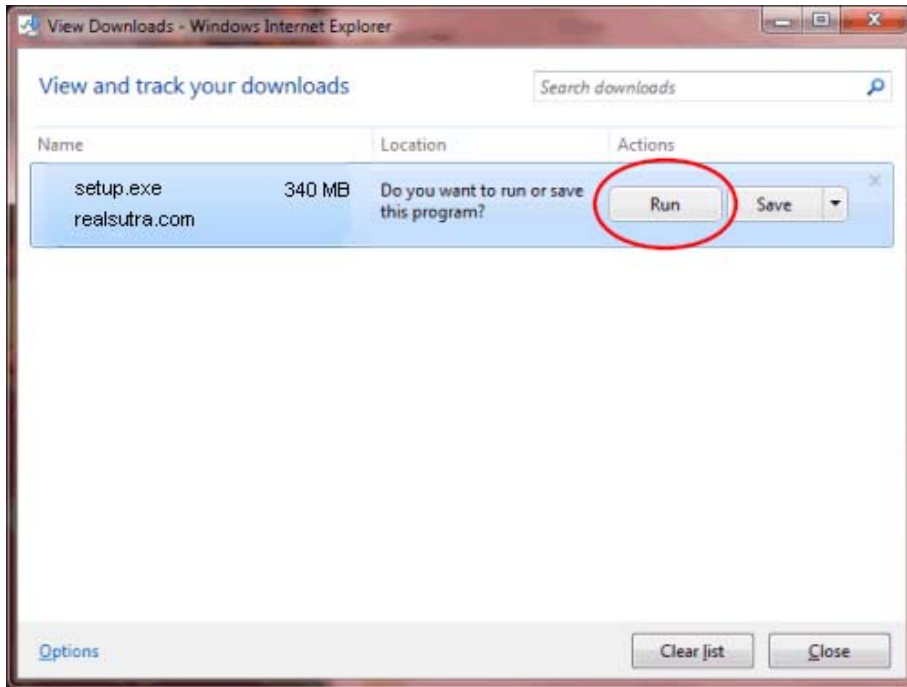 View Downloads - Windows Internet Explorer
View and track your downloads
Search downloads
Name Location Actions
setup.exe 340 MB
realsutra.com
Do you want to run or save
this program?
Run Save
Options Clear list Close